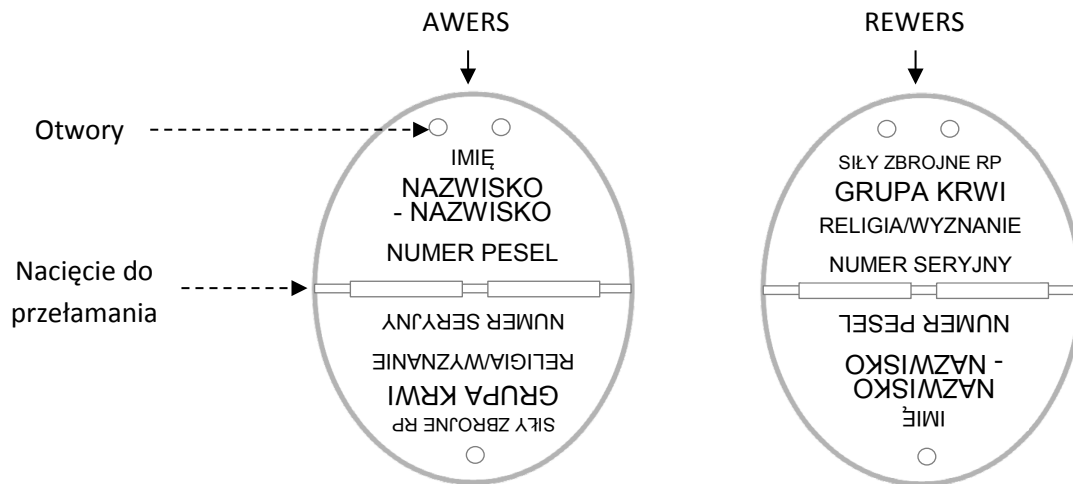 AWERS
REWERS
Otwory
IMIĘ
NAZWISKO
- NAZWISKO
NUMER PESEL
Nacięcie do
przełamania
NUMER SERYJNY
RELIGIA/WYZNANIE
GRUPA KRWI
SIŁY ZBROJNE RP
SIŁY ZBROJNE RP
GRUPA KRWI
RELIGIA/WYZNANIE
NUMER SERYJNY
NUMER PESEL
- NAZWISKO
NAZWISKO
IMIĘ